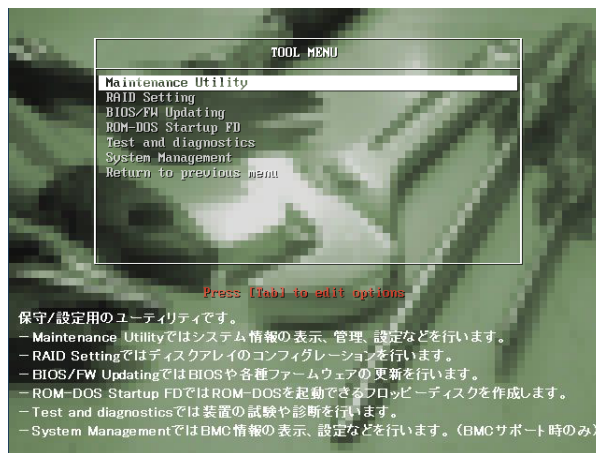 TOOL MENU
Maintenance Utility
RAID Setting
BIOS/FW Updating
ROM-DOS Startup FD
Test and diagnostics
System Management
Return to previous menu
Press [Tab] to edit options
保守/設定用のユーティリティです。
－Maintenance Utilityではシステム情報の表示、管理、設定などを行います。
－RAID Settingではディスクアレイのコンフィグレーションを行います。
－BIOS/FW UpdatingではBIOSや各種ファームウェアの更新を行います。
－ROM-DOS Startup FDではROM-DOSを起動できるフロッピーディスクを作成します。
－Test and diagnosticsでは装置の試験や診断を行います。
－System ManagementではBMC情報の表示、設定などを行います。(BMCサポート時のみ)